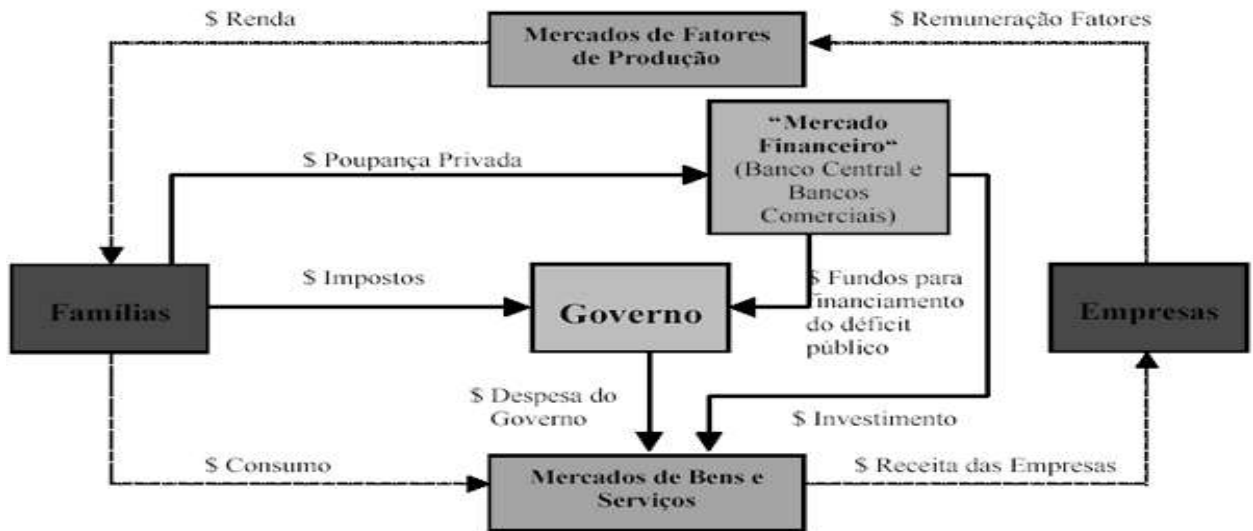 $ Renda
Mercados de Fatores
de Produção
$ Remuneração Fatores
“Mercado
Financeiro“
(Banco Central e
Bancos
Comerciais)
$ Poupança Privada
Famílias
$ Impostos
Governo
$ Fundos para
financiamento
do déficit
público
Empresas
$ Despesa do
Governo
$ Investimento
$ Consumo
Mercados de Bens e
Serviços
$ Receita das Empresas